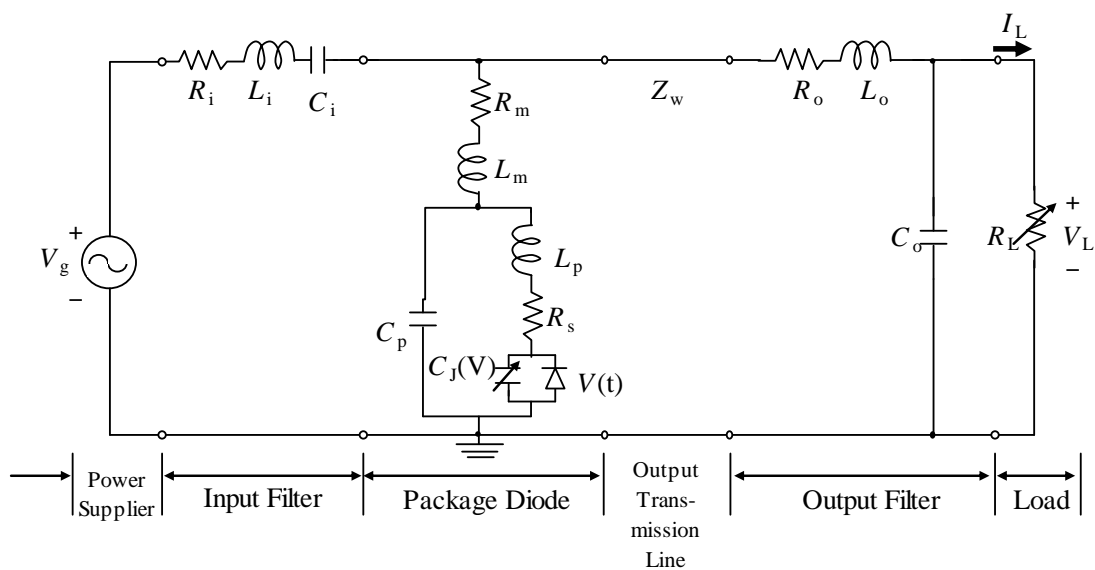 I_L
R_i
L_i
C_i
R_m
Z_w
R_o
L_o
L_m
+
V_g
−
L_p
C_p
R_s
C_J(V)
V(t)
C_o
R_L
+
V_L
−
Power
Supplier
Input Filter
Package Diode
Output
Trans-
mission
Line
Output Filter
Load